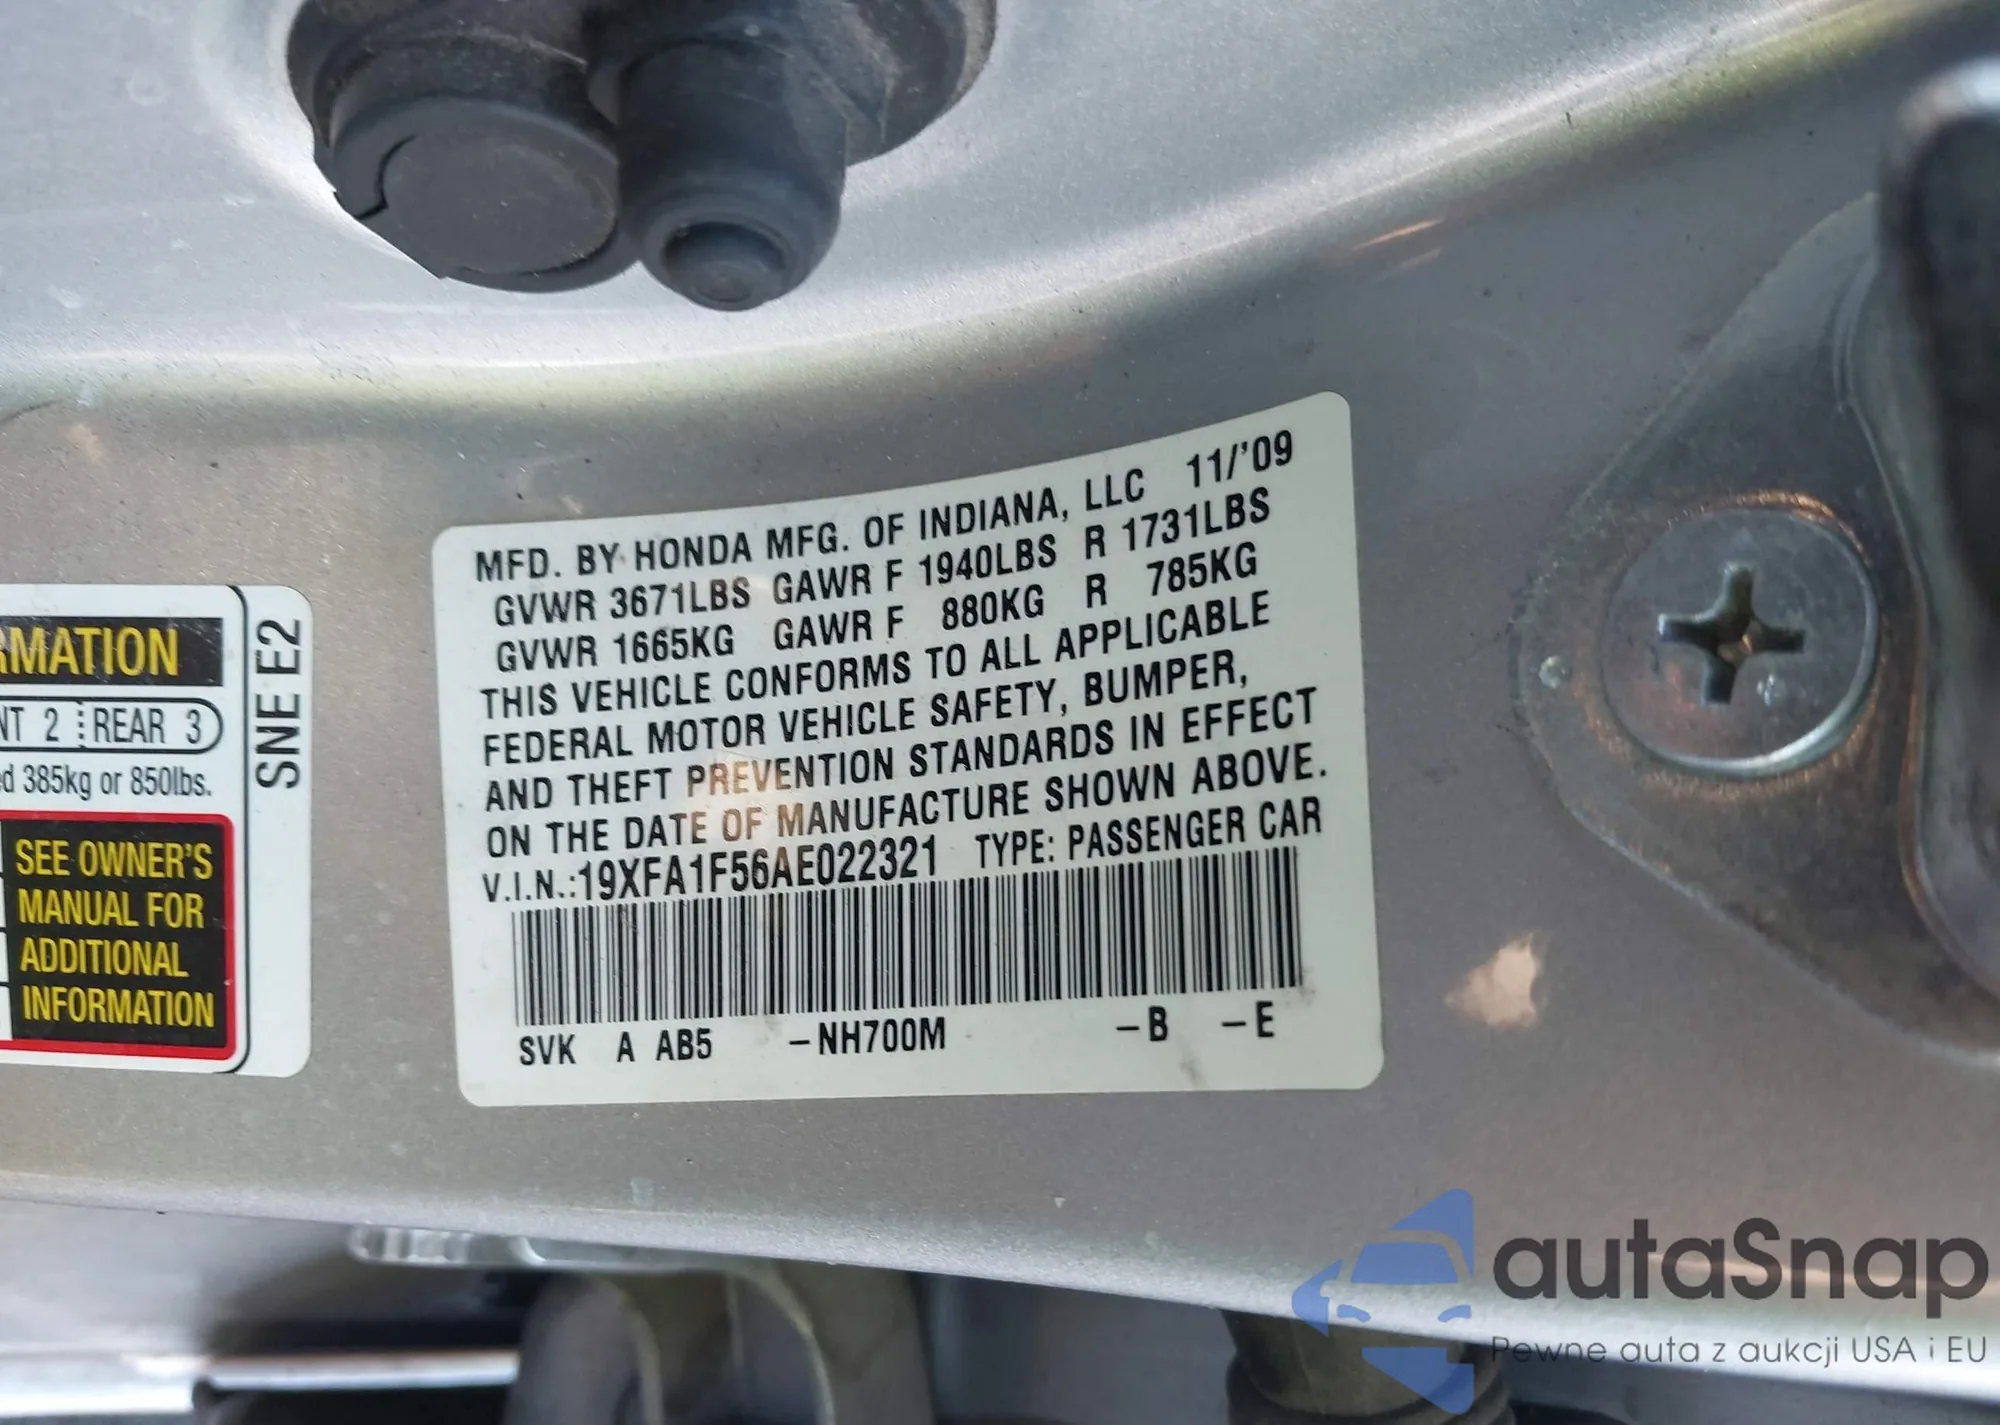 MFD. BY HONDA MFG. OF INDIANA, LLC 11/'09
GVWR 3671LBS GAWR F 1940LBS R 1731LBS
GVWR 1665KG GAWR F 880KG R 785KG
THIS VEHICLE CONFORMS TO ALL APPLICABLE
FEDERAL MOTOR VEHICLE SAFETY, BUMPER,
AND THEFT PREVENTION STANDARDS IN EFFECT
ON THE DATE OF MANUFACTURE SHOWN ABOVE.
V.I.N.:19XFA1F56AE022321 TYPE: PASSENGER CAR
SVK A AB5 -NH700M -B -E
RMATION
NT 2 REAR 3
ed 385kg or 850lbs.
SEE OWNER'S
MANUAL FOR
ADDITIONAL
INFORMATION
SNE E2
autaSnap
Pewne auta z aukcji USA i EU